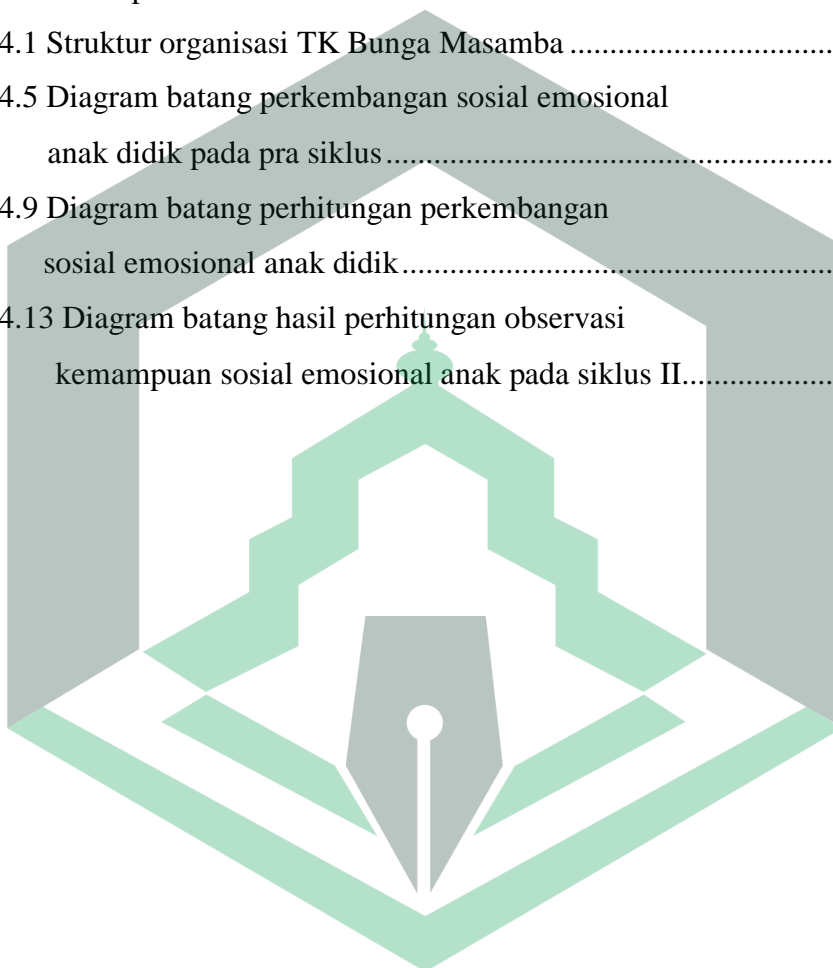 4.1 Struktur organisasi TK Bunga Masamba ..................................
4.5 Diagram batang perkembangan sosial emosional
anak didik pada pra siklus..........................................................
4.9 Diagram batang perhitungan perkembangan
sosial emosional anak didik.......................................................
4.13 Diagram batang hasil perhitungan observasi
kemampuan sosial emosional anak pada siklus II...................